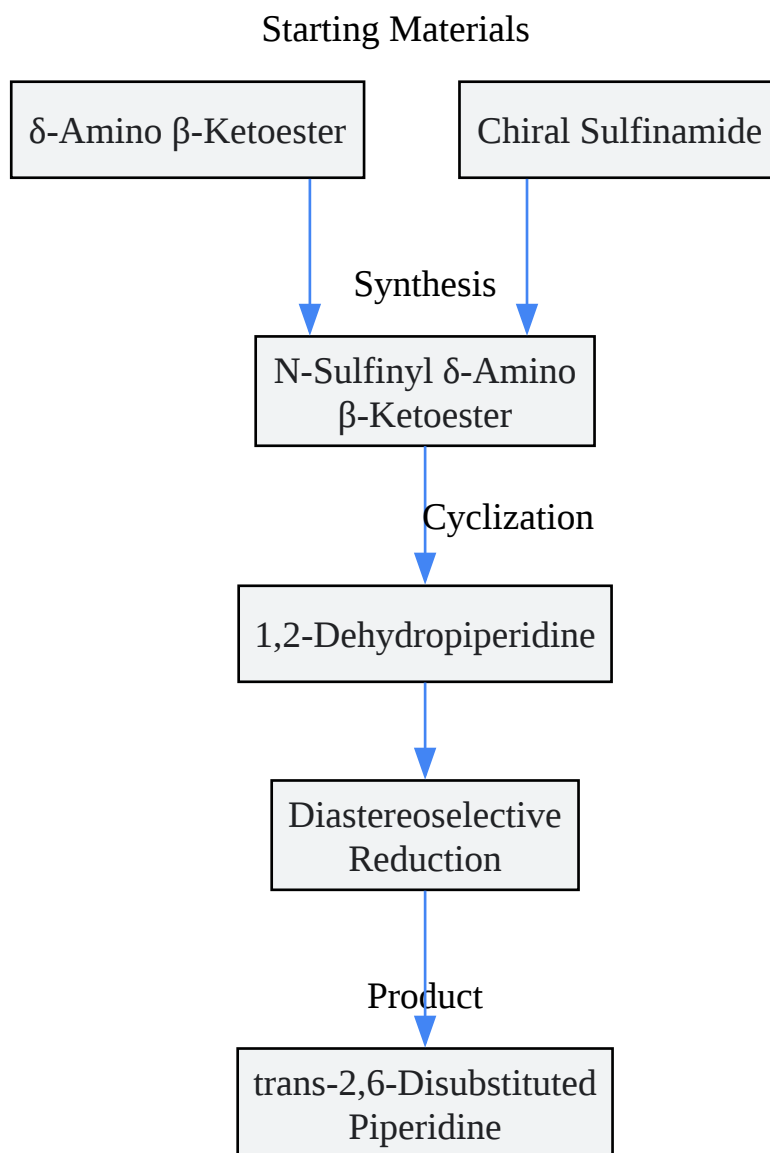 Starting Materials
δ-Amino β-Ketoester
Chiral Sulfinamide
Synthesis
N-Sulfinyl δ-Amino
β-Ketoester
Cyclization
1,2-Dehydropiperidine
Diastereoselective
Reduction
Product
trans-2,6-Disubstituted
Piperidine